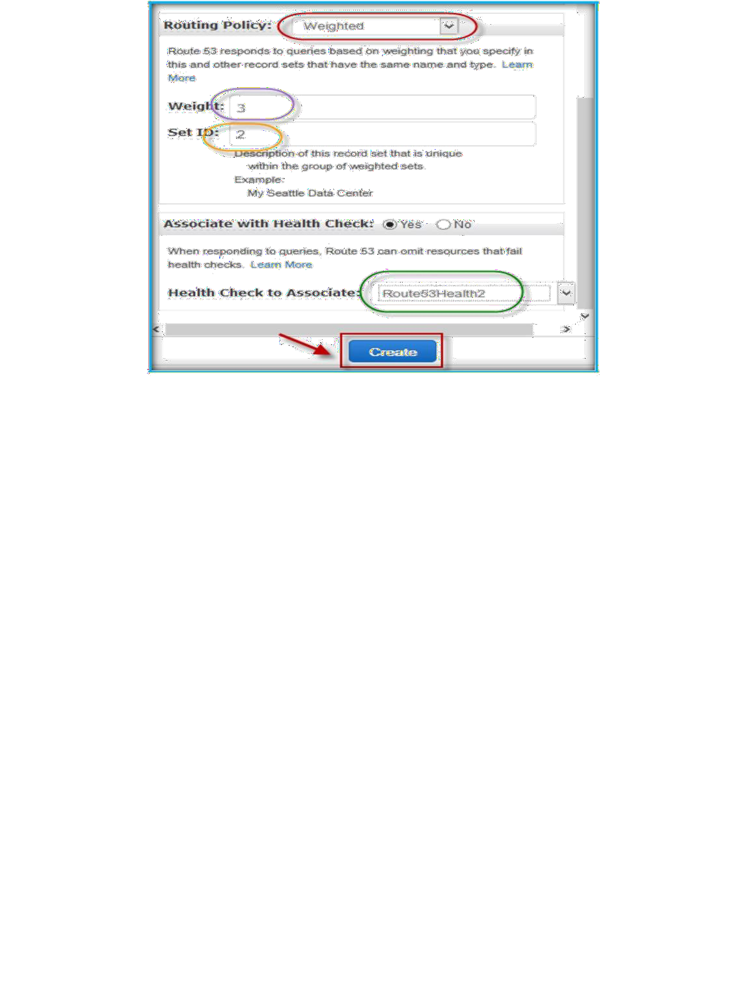 Routing Policy: Weighted
Route 53 responds to queries based on weighting that you specify in
this and other record sets that have the same name and type. Learn
More
Weight: 3
Set ID: 2
Description of this record set that is unique
within the group of weighted sets.
Example:
My Seattle Data Center
Associate with Health Check: Yes No
When responding to queries, Route 53 can omit resources that fail
health checks. Learn More
Health Check to Associate: Route53Health2
Create